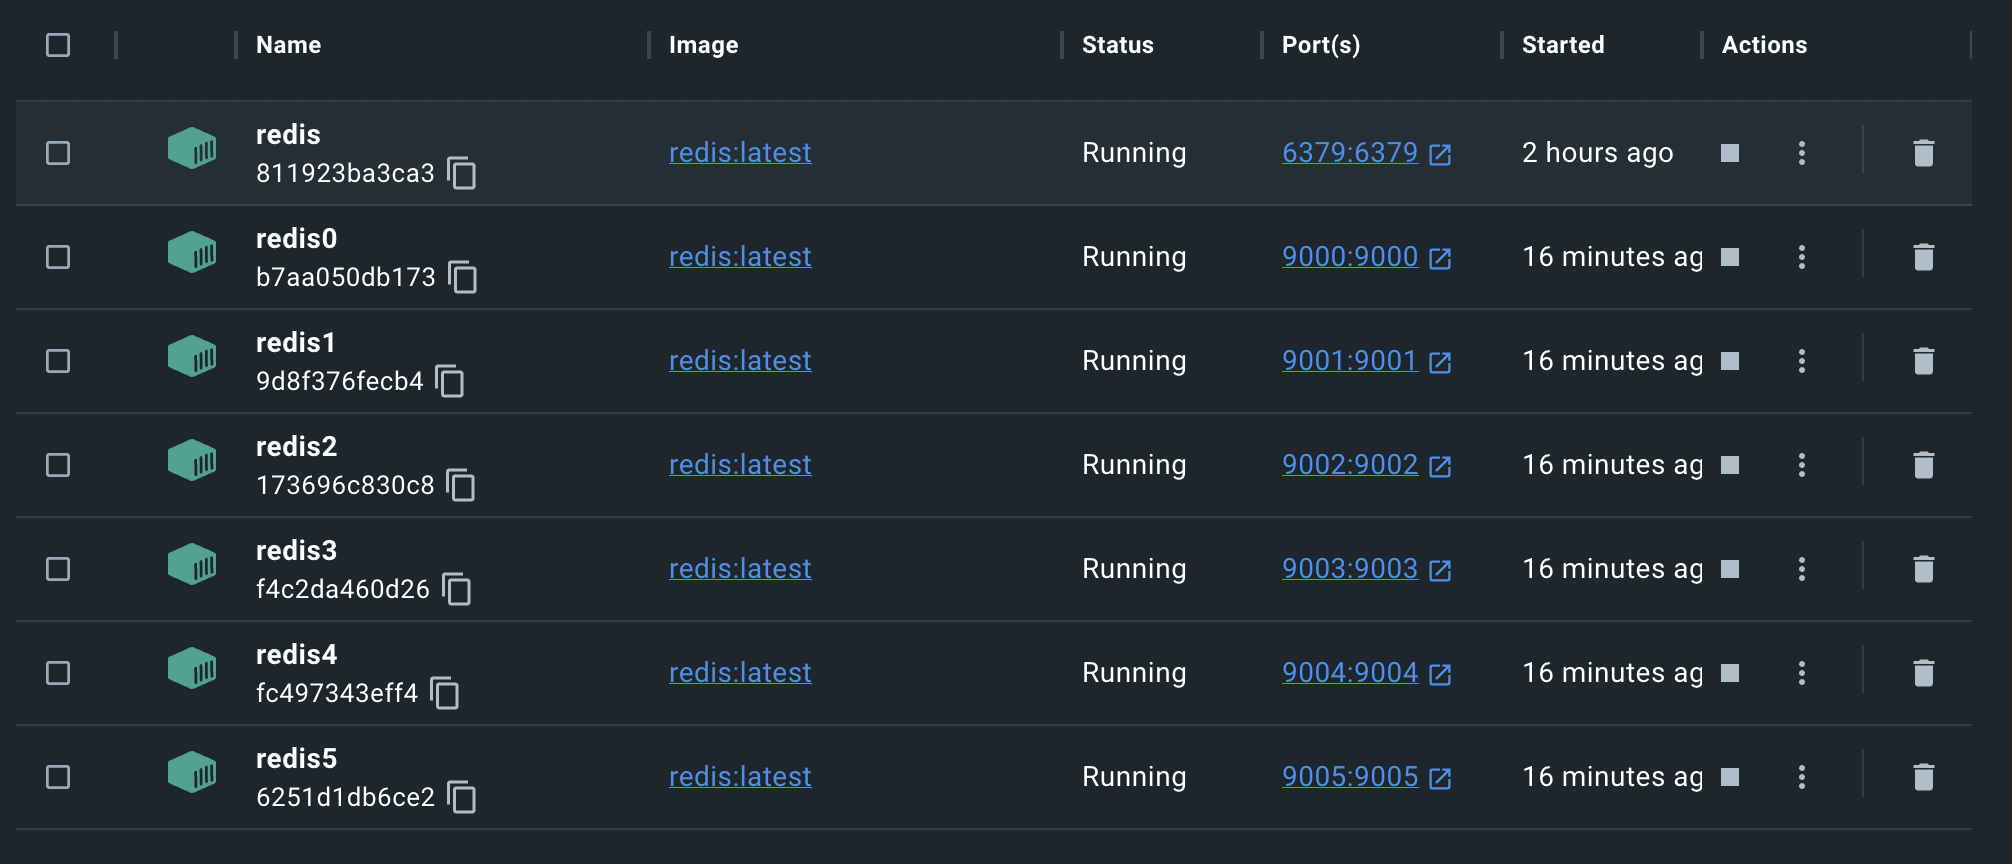 Name Image Status Port(s) Started Actions
redis
811923ba3ca3
redis:latest Running 6379:6379 2 hours ago
redis0
b7aa050db173
redis:latest Running 9000:9000 16 minutes ag
redis1
9d8f376fecb4
redis:latest Running 9001:9001 16 minutes ag
redis2
173696c830c8
redis:latest Running 9002:9002 16 minutes ag
redis3
f4c2da460d26
redis:latest Running 9003:9003 16 minutes ag
redis4
fc497343eff4
redis:latest Running 9004:9004 16 minutes ag
redis5
6251d1db6ce2
redis:latest Running 9005:9005 16 minutes ag